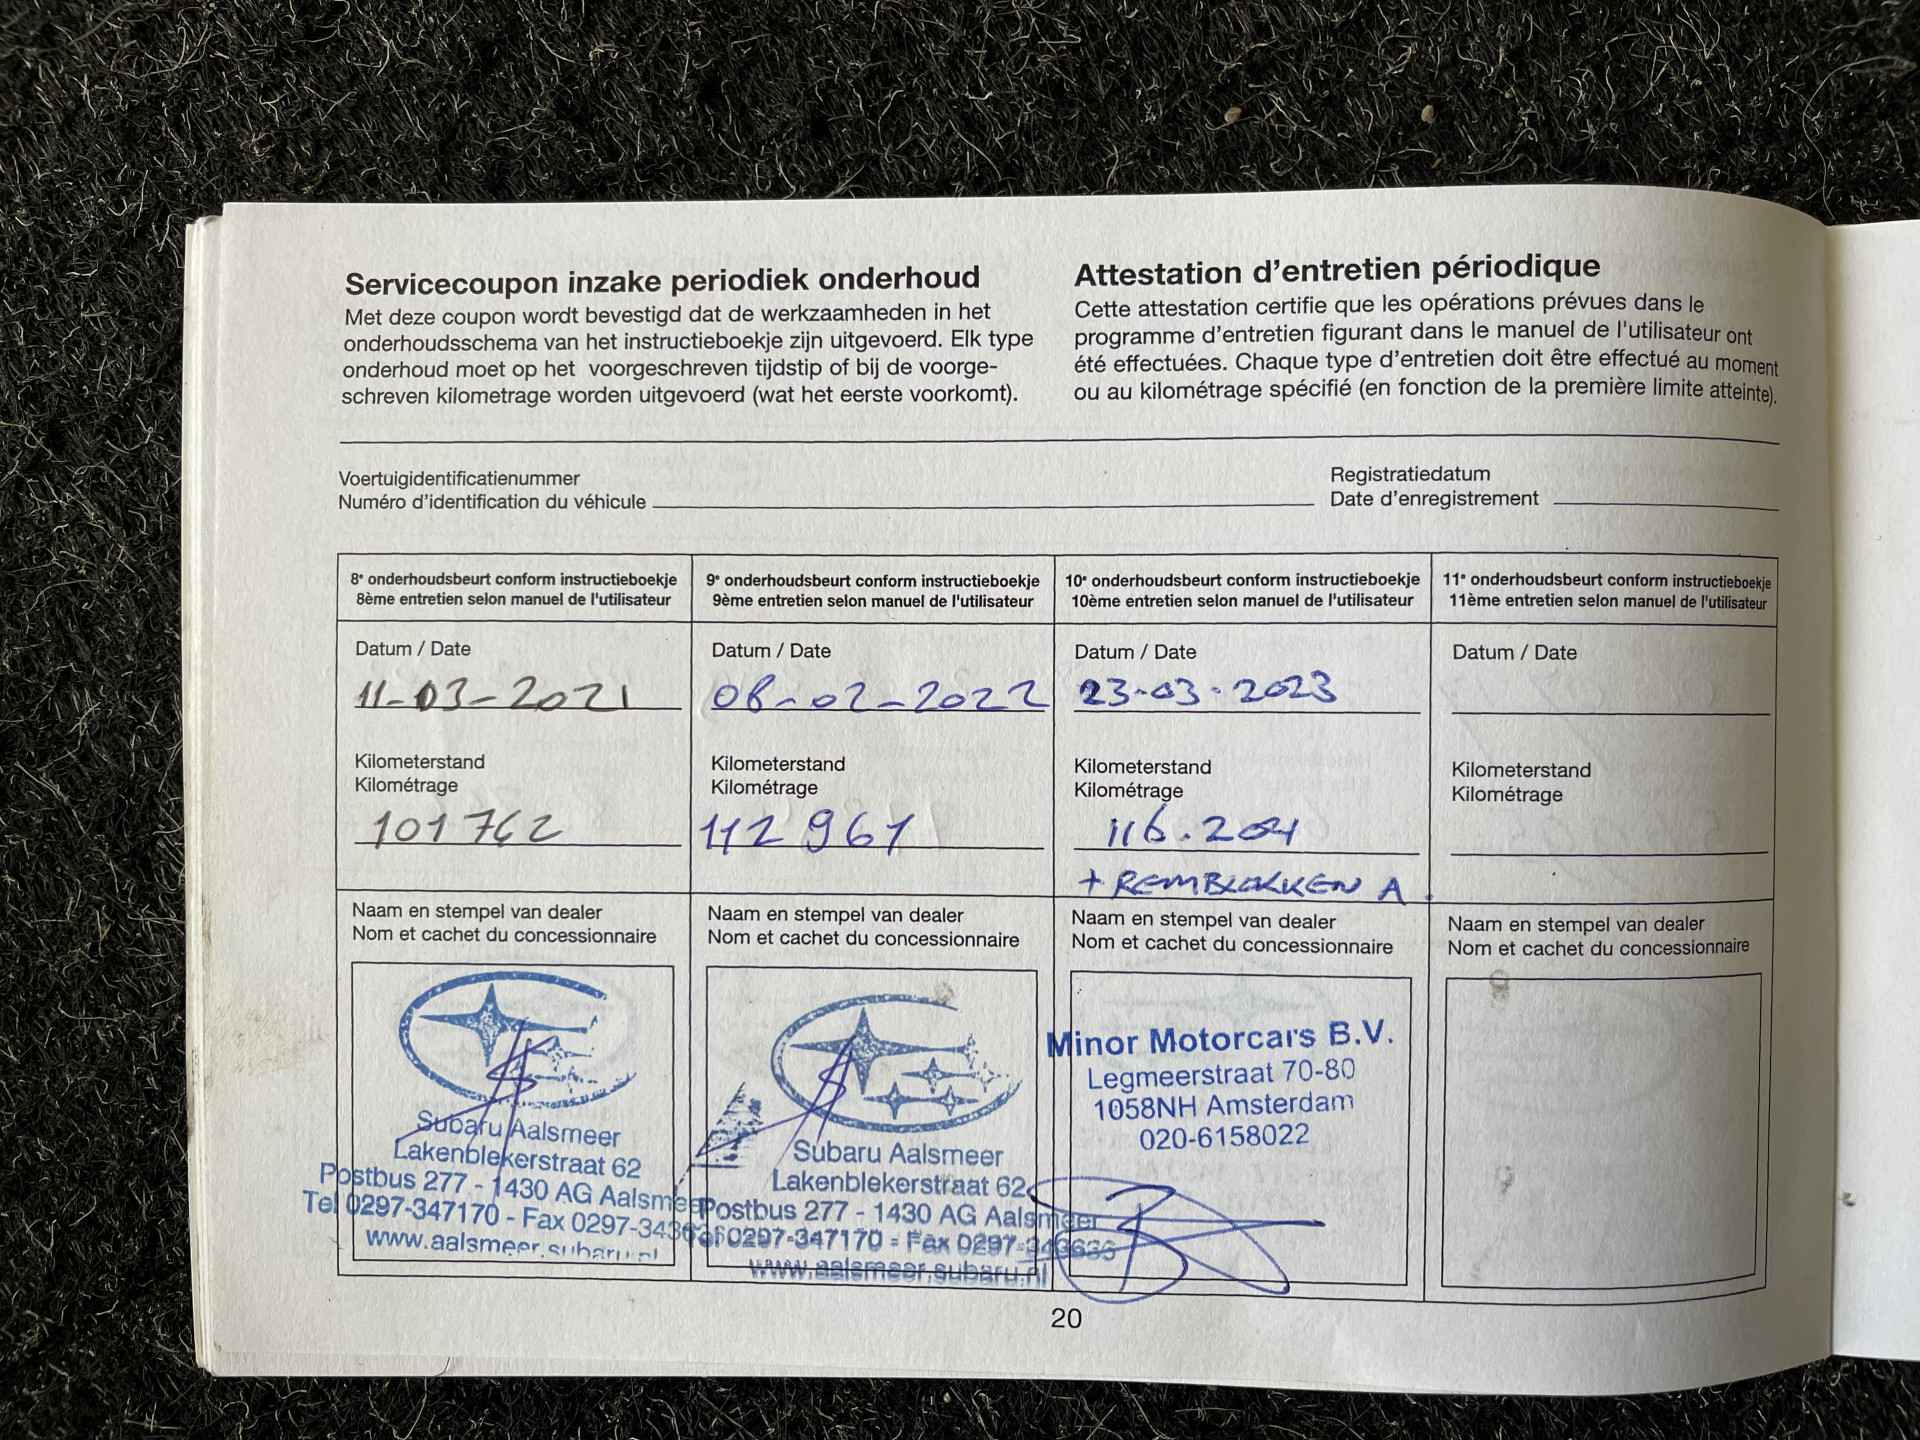 Servicecoupon inzake periodiek onderhoud
Met deze coupon wordt bevestigd dat de werkzaamheden in het
onderhoudsschema van het instructieboekje zijn uitgevoerd. Elk type
onderhoud moet op het voorgeschreven tijdstip of bij de voorge-
schreven kilometrage worden uitgevoerd (wat het eerste voorkomt).
Attestation d'entretien périodique
Cette attestation certifie que les opérations prévues dans le
programme d'entretien figurant dans le manuel de l'utilisateur ont
été effectuées. Chaque type d'entretien doit être effectué au moment
ou au kilométrage spécifié (en fonction de la première limite atteinte).
Voertuigidentificatienummer
Numéro d'identification du véhicule
Registratiedatum
Date d'enregistrement
8e onderhoudsbeurt conform instructieboekje
8ème entretien selon manuel de l'utilisateur
Datum / Date
11-03-2021
Kilometerstand
Kilométrage
101762
Naam en stempel van dealer
Nom et cachet du concessionnaire
Subaru Aalsmeer
Lakenblekerstraat 62
Postbus 277 - 1430 AG Aalsmeer
Tel 0297-347170 - Fax 0297-343636
www.aalsmeer.subaru.nl
9e onderhoudsbeurt conform instructieboekje
9ème entretien selon manuel de l'utilisateur
Datum / Date
08-02-2022
Kilometerstand
Kilométrage
112 961
Naam en stempel van dealer
Nom et cachet du concessionnaire
Subaru Aalsmeer
Lakenblekerstraat 62
Postbus 277 - 1430 AG Aalsmeer
Tel 0297-347170 - Fax 0297-343636
www.aalsmeer.subaru.nl
10e onderhoudsbeurt conform instructieboekje
10ème entretien selon manuel de l'utilisateur
Datum / Date
23-03-2023
Kilometerstand
Kilométrage
116.204
+ REMBLOKKEN A
Naam en stempel van dealer
Nom et cachet du concessionnaire
Minor Motorcars B.V.
Legmeerstraat 70-80
1058NH Amsterdam
020-6158022
11e onderhoudsbeurt conform instructieboekje
11ème entretien selon manuel de l'utilisateur
Datum / Date
Kilometerstand
Kilométrage
Naam en stempel van dealer
Nom et cachet du concessionnaire
20